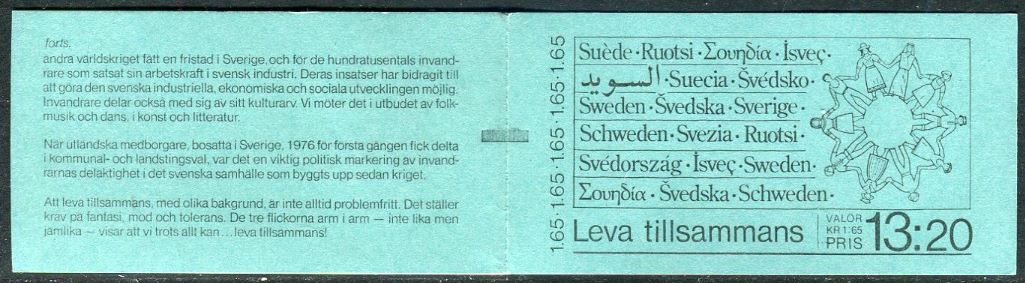 forts.
andra världskriget fått en fristad i Sverige, och för de hundratusentals invand-
rare som satsat sin arbetskraft i svensk industri. Deras insatser har bidragit till
att göra den svenska industriella, ekonomiska och sociala utvecklingen möjlig.
Invandrare delar också med sig av sitt kulturarv. Vi möter det i utbudet av folk-
musik och dans, i konst och litteratur.
När utländska medborgare, bosatta i Sverige, 1976 för första gången fick delta
i kommunal- och landstingsval, var det en viktig politisk markering av invand-
rarnas delaktighet i det svenska samhälle som byggts upp sedan kriget.
Att leva tillsammans, med olika bakgrund, är inte alltid problemfritt. Det ställer
krav på fantasi, mod och tolerans. De tre flickorna arm i arm – inte lika men
jämlika – visar att vi trots allt kan... leva tillsammans!
1.65·1.65·1.65·1.65·1.65
Suède·Ruotsi·Σουηδία·İsveç·
السويد·Suecia·Švédsko·
Sweden·Švedska·Sverige·
Schweden·Svezia·Ruotsi·
Svédország·İsveç·Sweden·
Σουηδία·Švedska·Schweden·
Leva tillsammans
VALÖR
KR 1:65
PRIS
13:20